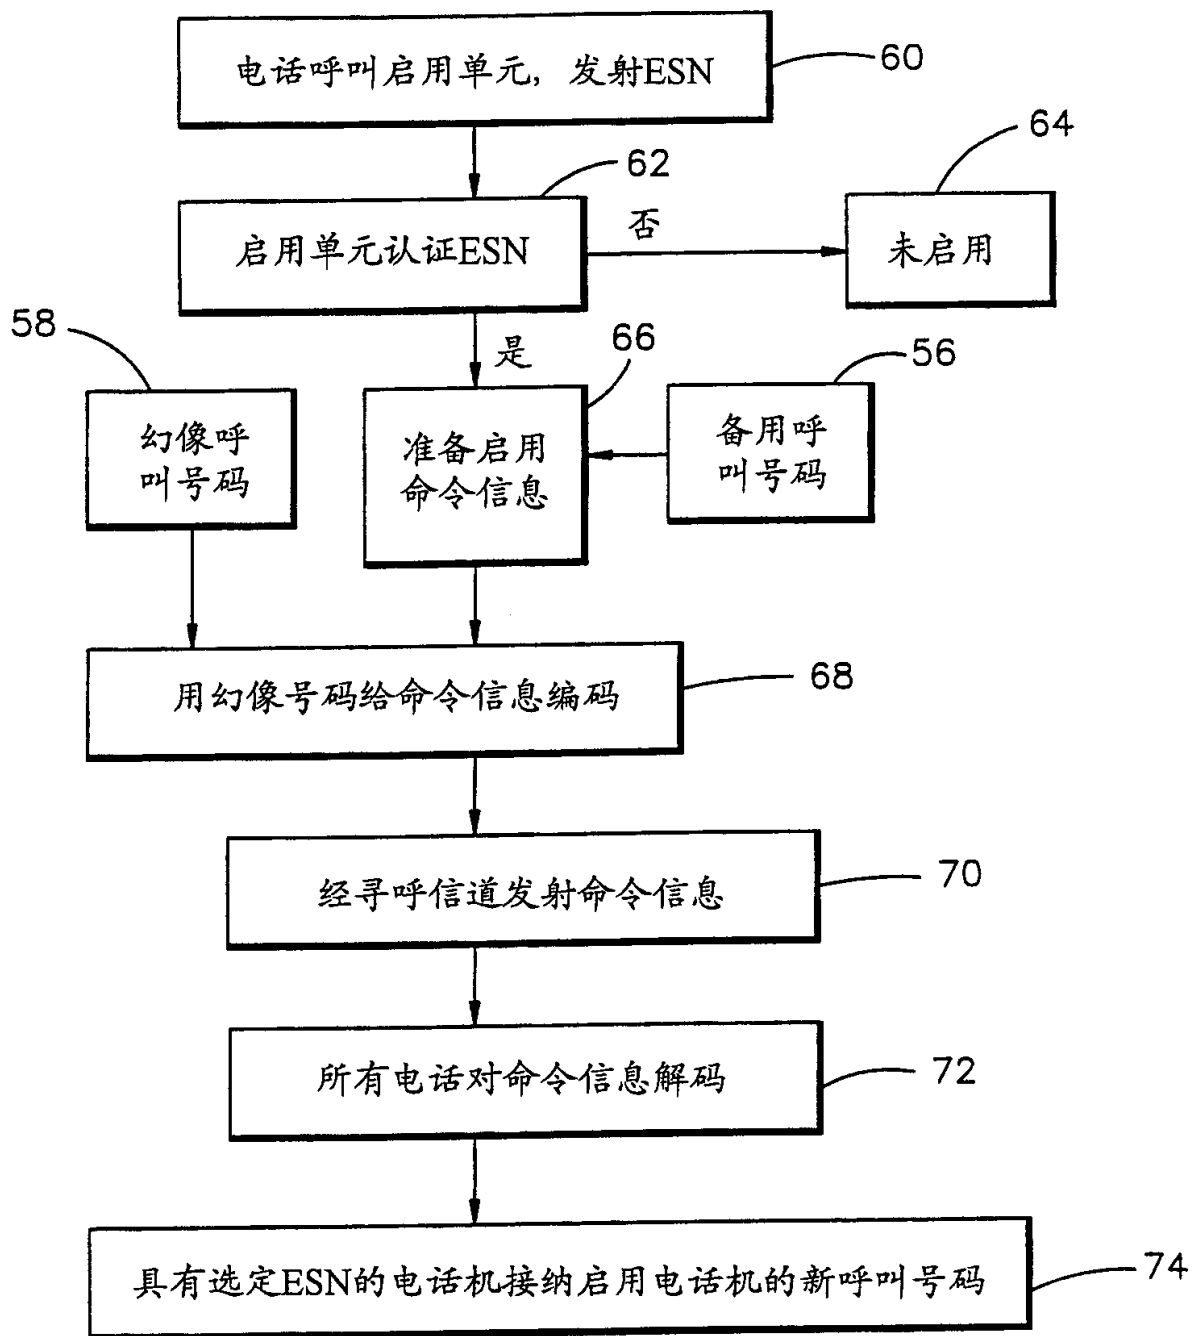 电话呼叫启用单元，发射ESN
60
62
64
启用单元认证ESN
否
未启用
58
是
66
56
幻像呼
叫号码
准备启用
命令信息
备用呼
叫号码
用幻像号码给命令信息编码
68
经寻呼信道发射命令信息
70
所有电话对命令信息解码
72
具有选定ESN的电话机接纳启用电话机的新呼叫号码
74